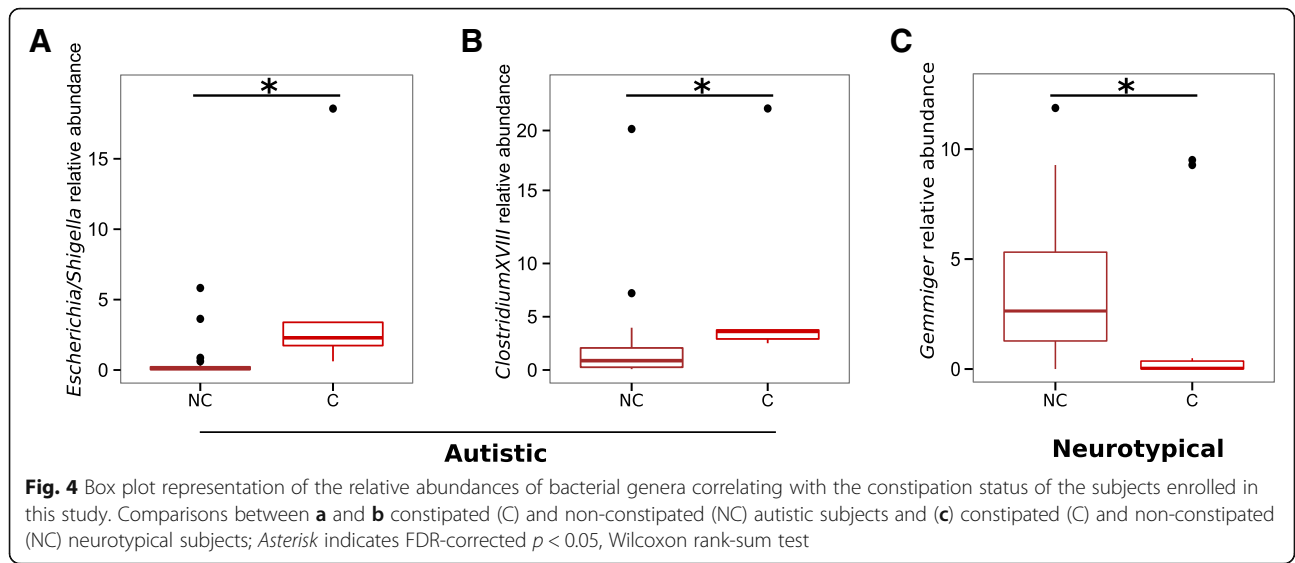 A
B
C
Escherichia/Shigella relative abundance
15
10
5
0
*
NC
C
ClostridiumXVIII relative abundance
20
15
10
5
0
*
NC
C
Autistic
Gemmiger relative abundance
10
5
0
*
NC
C
Neurotypical
Fig. 4 Box plot representation of the relative abundances of bacterial genera correlating with the constipation status of the subjects enrolled in
this study. Comparisons between a and b constipated (C) and non-constipated (NC) autistic subjects and (c) constipated (C) and non-constipated
(NC) neurotypical subjects; Asterisk indicates FDR-corrected p < 0.05, Wilcoxon rank-sum test